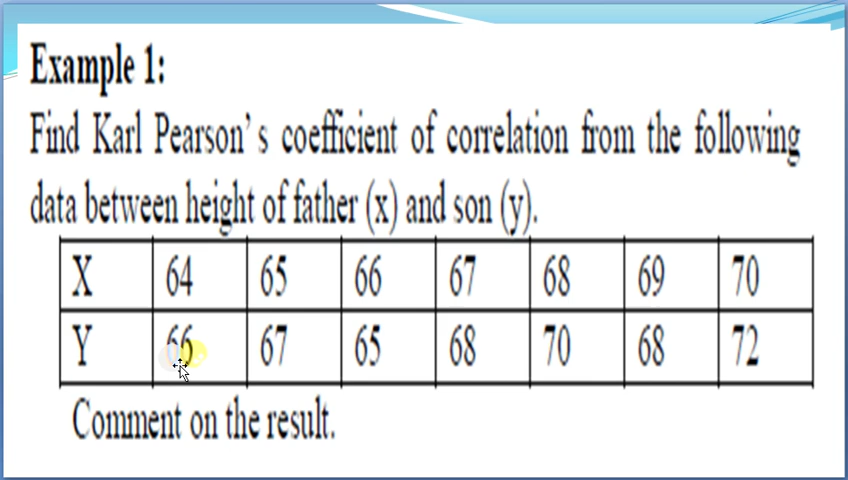 Example 1:
Find Karl Pearson's coefficient of correlation from the following
data between height of father (x) and son (y).
X 64 65 66 67 68 69 70
Y 66 67 65 68 70 68 72
Comment on the result.